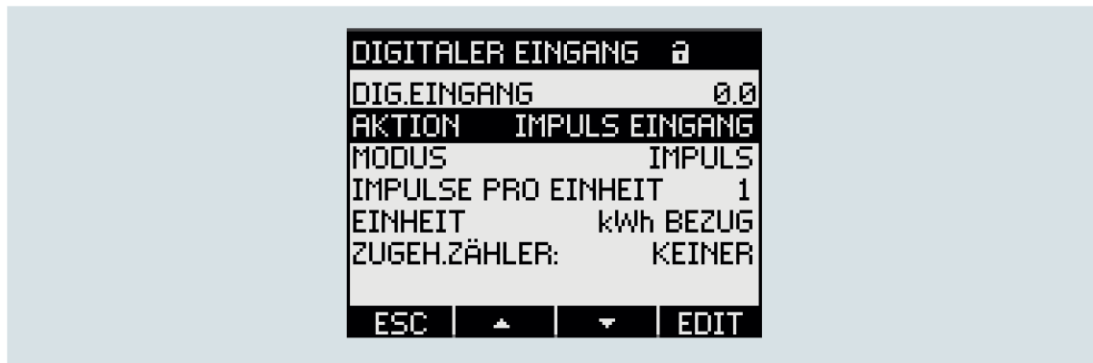 DIGITALER EINGANG
DIG.EINGANG 0.0
AKTION IMPULS EINGANG
MODUS IMPULS
IMPULSE PRO EINHEIT 1
EINHEIT kWh BEZUG
ZUGEH.ZÄHLER: KEINER
ESC EDIT